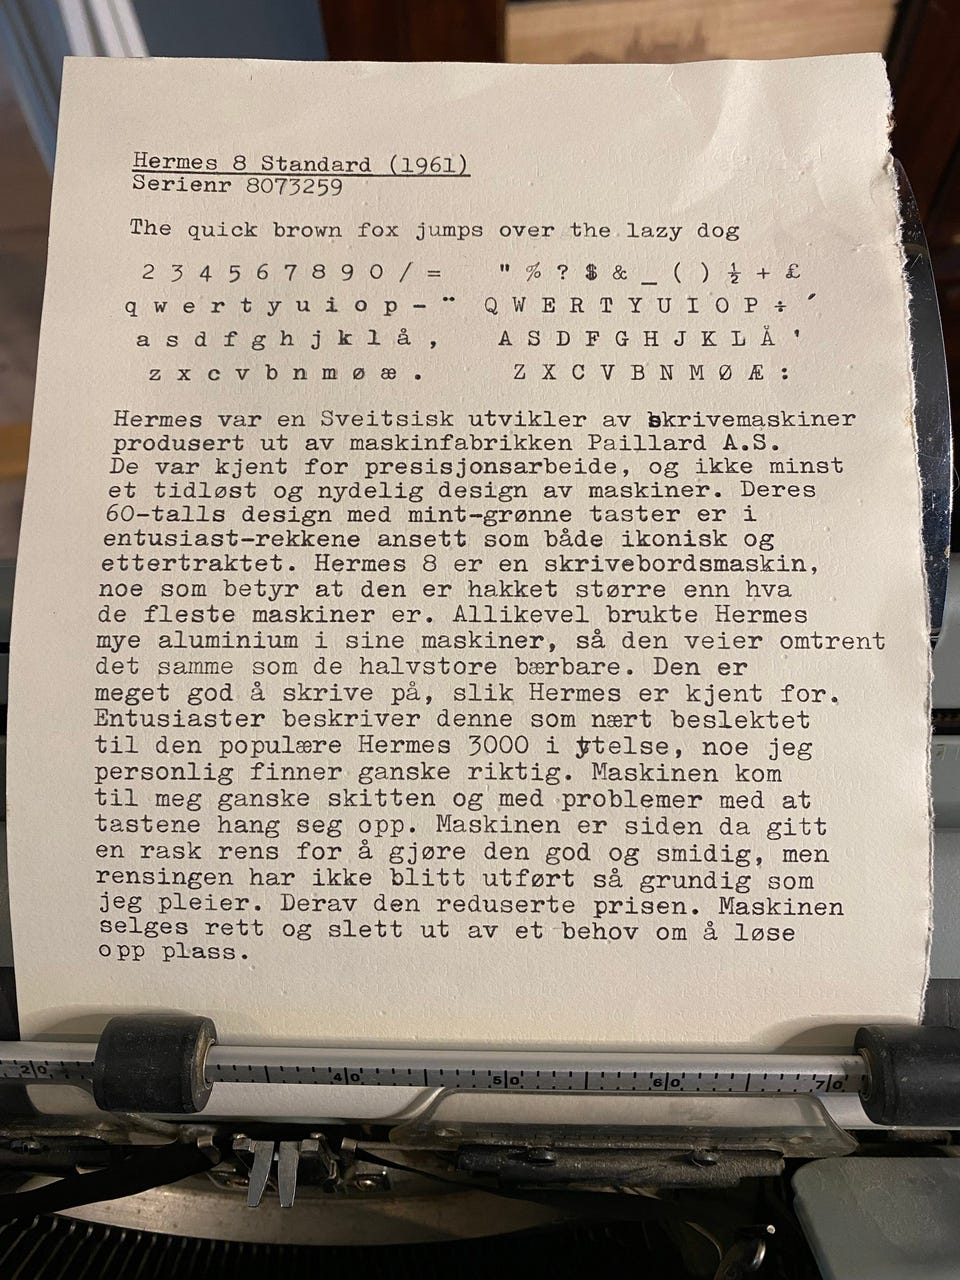 Hermes 8 Standard (1961)
Serienr 8073259
The quick brown fox jumps over the lazy dog
2 3 4 5 6 7 8 9 0 / = " % ? $ & _ ( ) ½ + £
q w e r t y u i o p - ¨ Q W E R T Y U I O P ÷ ´
a s d f g h j k l å , A S D F G H J K L Å '
z x c v b n m ø æ . Z X C V B N M Ø Æ :
Hermes var en Sveitsisk utvikler av skrivemaskiner
produsert ut av maskinfabrikken Paillard A.S.
De var kjent for presisjonsarbeide, og ikke minst
et tidløst og nydelig design av maskiner. Deres
60-talls design med mint-grønne taster er i
entusiast-rekkene ansett som både ikonisk og
ettertraktet. Hermes 8 er en skrivebordsmaskin,
noe som betyr at den er hakket større enn hva
de fleste maskiner er. Allikevel brukte Hermes
mye aluminium i sine maskiner, så den veier omtrent
det samme som de halvstore bærbare. Den er
meget god å skrive på, slik Hermes er kjent for.
Entusiaster beskriver denne som nært beslektet
til den populære Hermes 3000 i ytelse, noe jeg
personlig finner ganske riktig. Maskinen kom
til meg ganske skitten og med problemer med at
tastene hang seg opp. Maskinen er siden da gitt
en rask rens for å gjøre den god og smidig, men
rensingen har ikke blitt utført så grundig som
jeg pleier. Derav den reduserte prisen. Maskinen
selges rett og slett ut av et behov om å løse
opp plass.
20 40 50 60 70